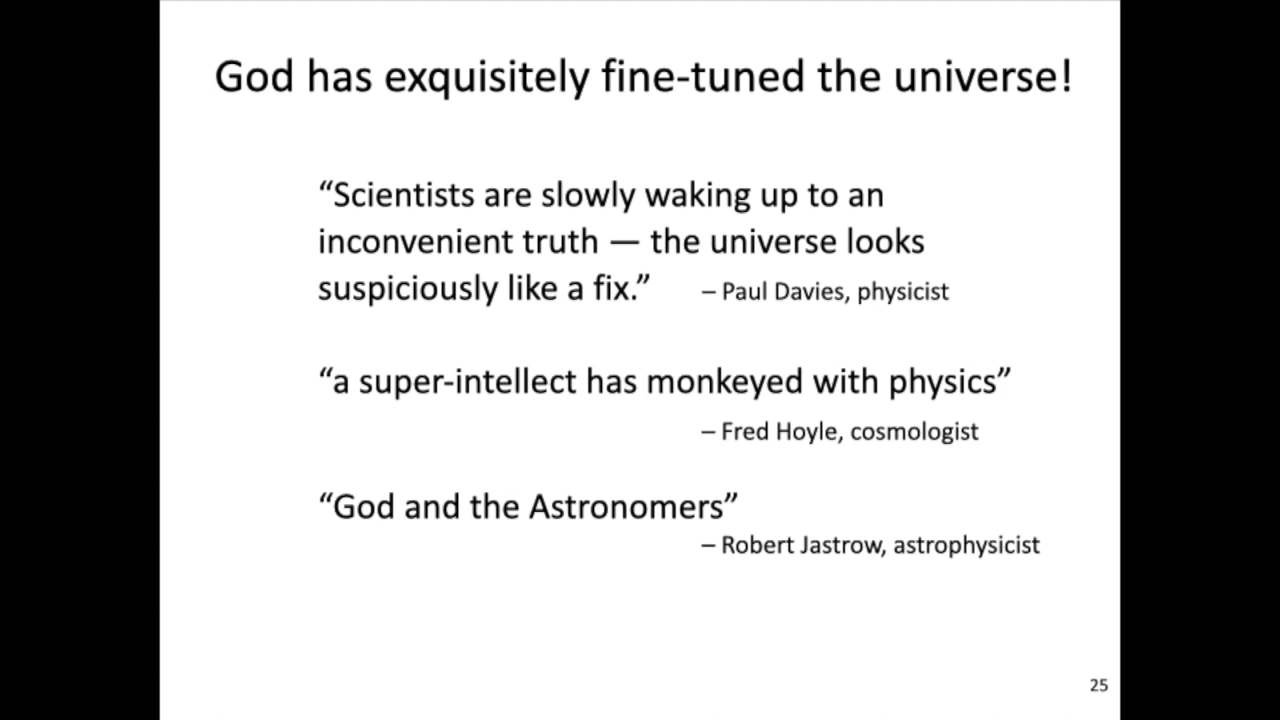 God has exquisitely fine-tuned the universe!
“Scientists are slowly waking up to an
inconvenient truth — the universe looks
suspiciously like a fix.” – Paul Davies, physicist
“a super-intellect has monkeyed with physics”
– Fred Hoyle, cosmologist
“God and the Astronomers”
– Robert Jastrow, astrophysicist
25